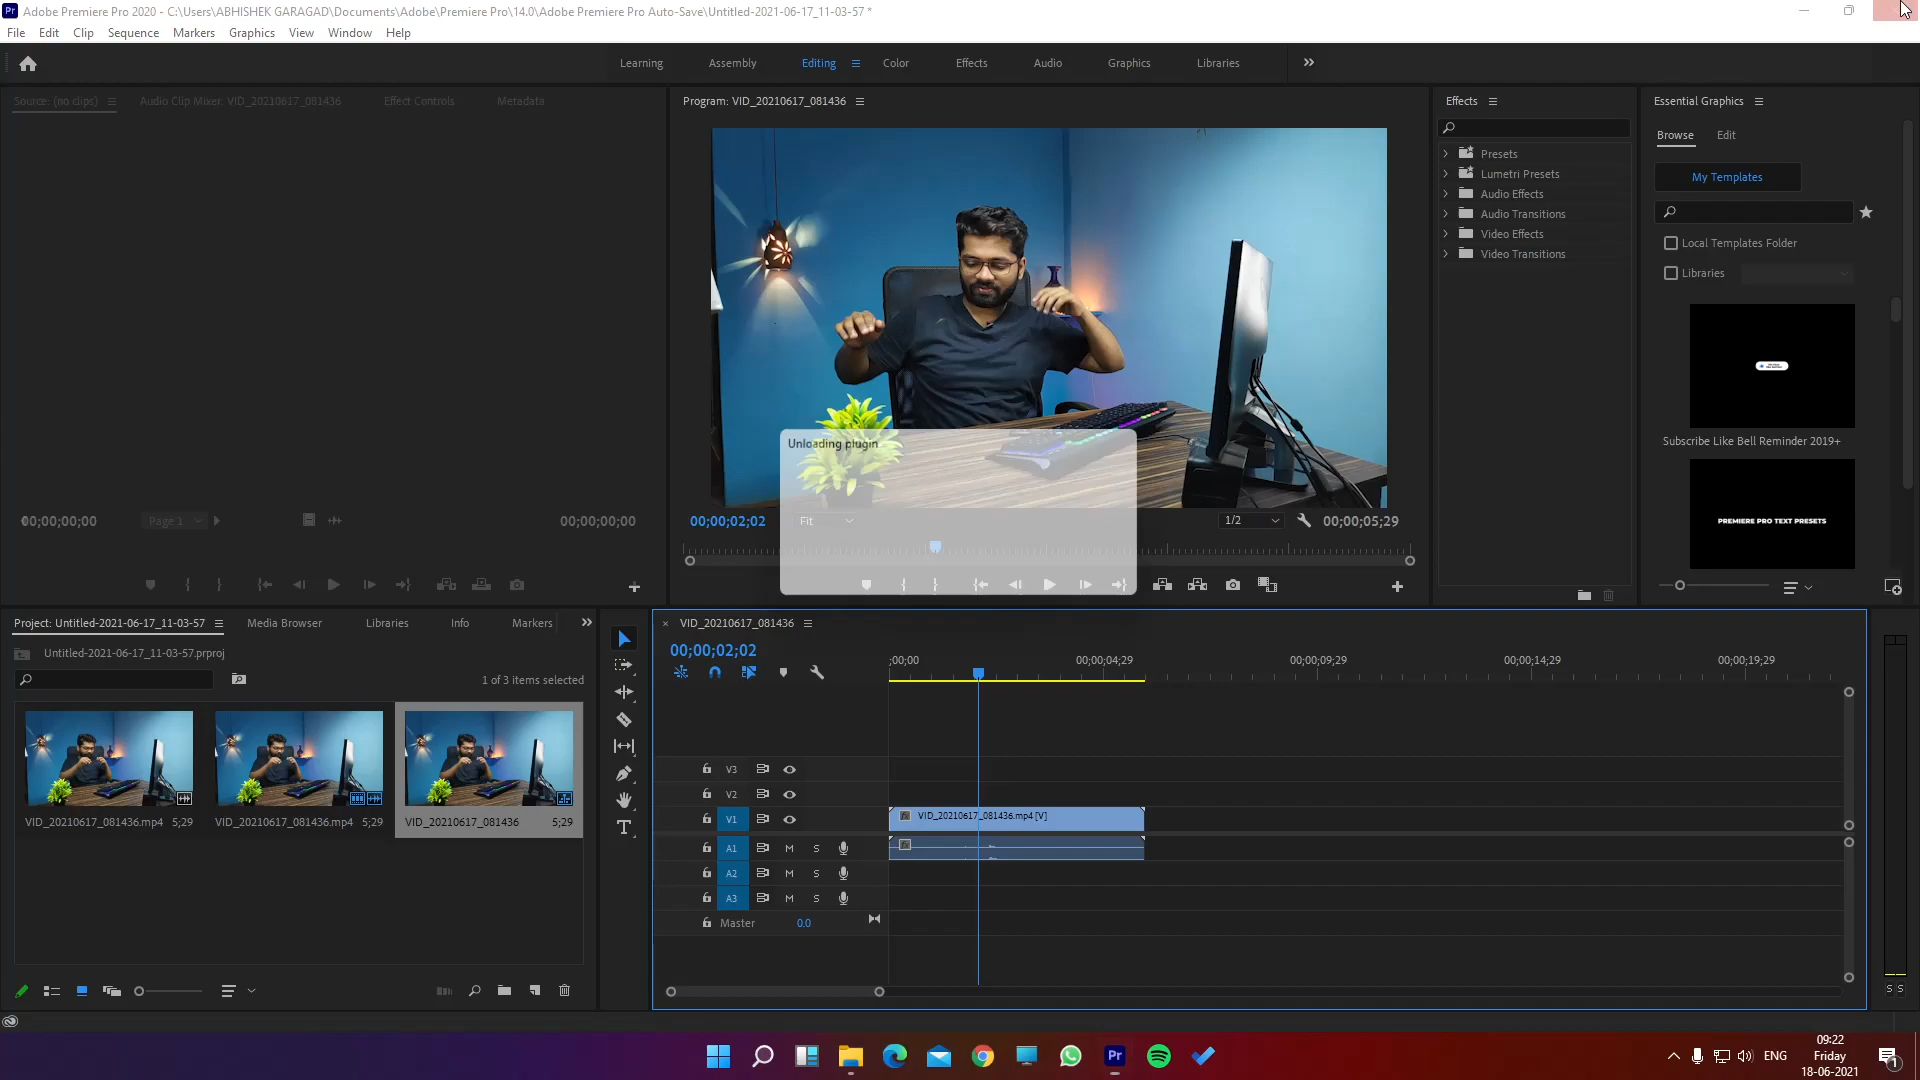 Pr Adobe Premiere Pro 2020 - C:\Users\ABHISHEK GARAGAD\Documents\Adobe\Premiere Pro\14.0\Adobe Premiere Pro Auto-Save\Untitled-2021-06-17_11-03-57 *
File Edit Clip Sequence Markers Graphics View Window Help
Learning Assembly Editing Color Effects Audio Graphics Libraries
Source: (no clips) Audio Clip Mixer: VID_20210617_081436 Effect Controls Metadata
Program: VID_20210617_081436
Effects
Essential Graphics
Browse Edit
Presets
My Templates
Lumetri Presets
Audio Effects
Audio Transitions
Video Effects
Local Templates Folder
Video Transitions
Libraries
Subscribe Like Bell Reminder 2019+
Unloading plugin
PREMIERE PRO TEXT PRESETS
00;00;00;00 Page 1 00;00;00;00
00;00;02;02 Fit 1/2 00;00;05;29
Project: Untitled-2021-06-17_11-03-57 Media Browser Libraries Info Markers
VID_20210617_081436
Untitled-2021-06-17_11-03-57.prproj
00;00;02;02
1 of 3 items selected
;00;00 00;00;04;29 00;00;09;29 00;00;14;29 00;00;19;29
V3
V2
V1 VID_20210617_081436.mp4 [V]
VID_20210617_081436.mp4 5;29 VID_20210617_081436.mp4 5;29 VID_20210617_081436 5;29
A1 M S
A2 M S
A3 M S
Master 0.0
S S
Pr
ENG
09:22
Friday
18-06-2021
1